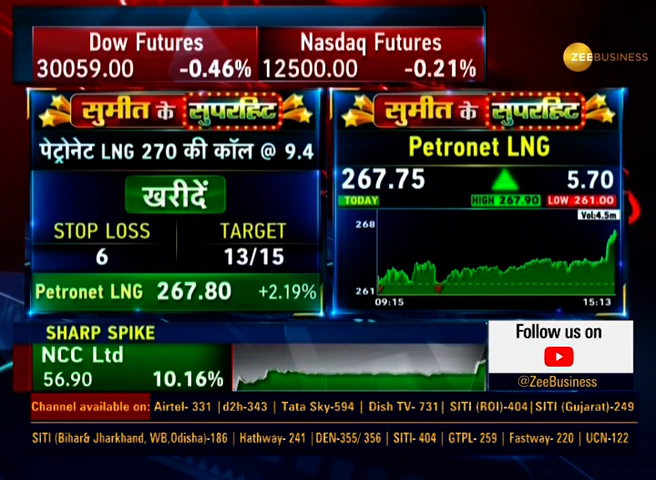 Dow Futures
30059.00 -0.46%
Nasdaq Futures
12500.00 -0.21%
ZEEBUSINESS
सुमीत के सुपरहिट
पेट्रोनेट LNG 270 की कॉल @ 9.4
खरीदें
STOP LOSS TARGET
6 13/15
Petronet LNG 267.80 +2.19%
सुमीत के सुपरहिट
Petronet LNG
267.75 5.70
TODAY HIGH 267.90 LOW 261.00
Vol:4.5m
268
261
09:15 15:13
SHARP SPIKE
NCC Ltd
56.90 10.16%
Follow us on
@ZeeBusiness
Channel available on: Airtel- 331 | d2h-343 | Tata Sky-594 | Dish TV- 731| SITI (ROI)-404| SITI (Gujarat)-249
SITI (Bihar& Jharkhand, WB,Odisha)-186 | Hathway- 241 |DEN-355/ 356 | SITI- 404 | GTPL- 259 | Fastway- 220 | UCN-122